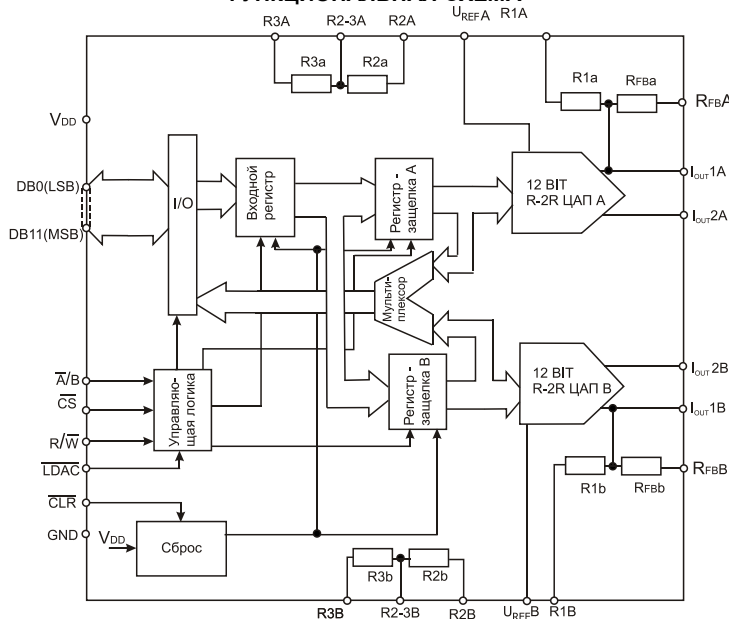 R3A R2-3A R2A UREFA R1A
R3a R2a
R1a RFBa
RFBA
VDD
DB0(LSB)
DB11(MSB)
I/O
Входной регистр
Регистр - защелка А
12 BIT
R-2R ЦАП А
IOUT1A
IOUT2A
Мульти-
плексор
A/B
CS
R/W
LDAC
CLR
GND
Управляю-
щая логика
Регистр - защелка В
12 BIT
R-2R ЦАП В
IOUT2B
IOUT1B
R1b RFBb
RFBB
VDD
Сброс
R3b R2b
R3B R2-3B R2B UREFB R1B